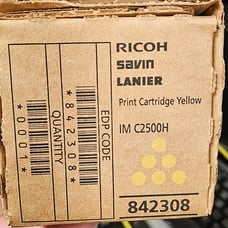 RICOH
savin
LANIER
Print Cartridge Yellow
IM C2500H
842308
EDP CODE
*842308*
QUANTITY
*0001*